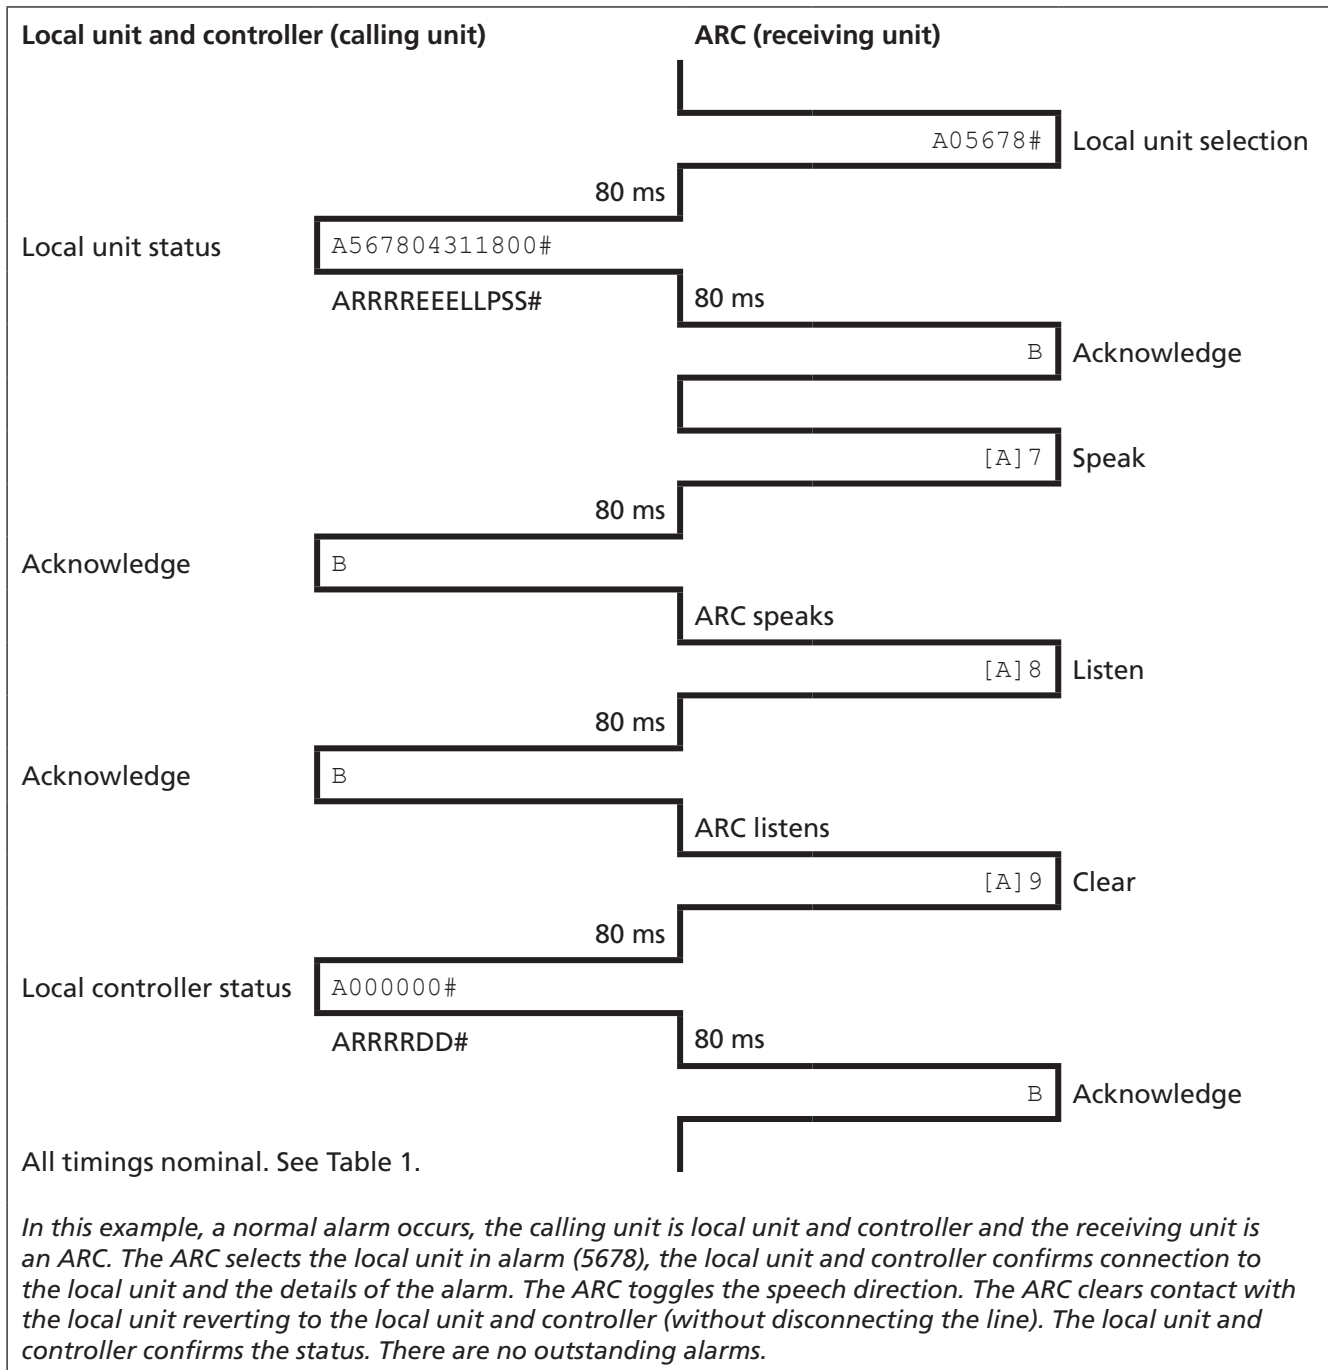 Local unit and controller (calling unit) ARC (receiving unit)
A05678# Local unit selection
80 ms
Local unit status A567804311800#
ARRRREEELLPSS# 80 ms
B Acknowledge
[A]7 Speak
80 ms
Acknowledge B
ARC speaks
[A]8 Listen
80 ms
Acknowledge B
ARC listens
[A]9 Clear
80 ms
Local controller status A000000#
ARRRRDD# 80 ms
B Acknowledge
All timings nominal. See Table 1.
In this example, a normal alarm occurs, the calling unit is local unit and controller and the receiving unit is
an ARC. The ARC selects the local unit in alarm (5678), the local unit and controller confirms connection to
the local unit and the details of the alarm. The ARC toggles the speech direction. The ARC clears contact with
the local unit reverting to the local unit and controller (without disconnecting the line). The local unit and
controller confirms the status. There are no outstanding alarms.